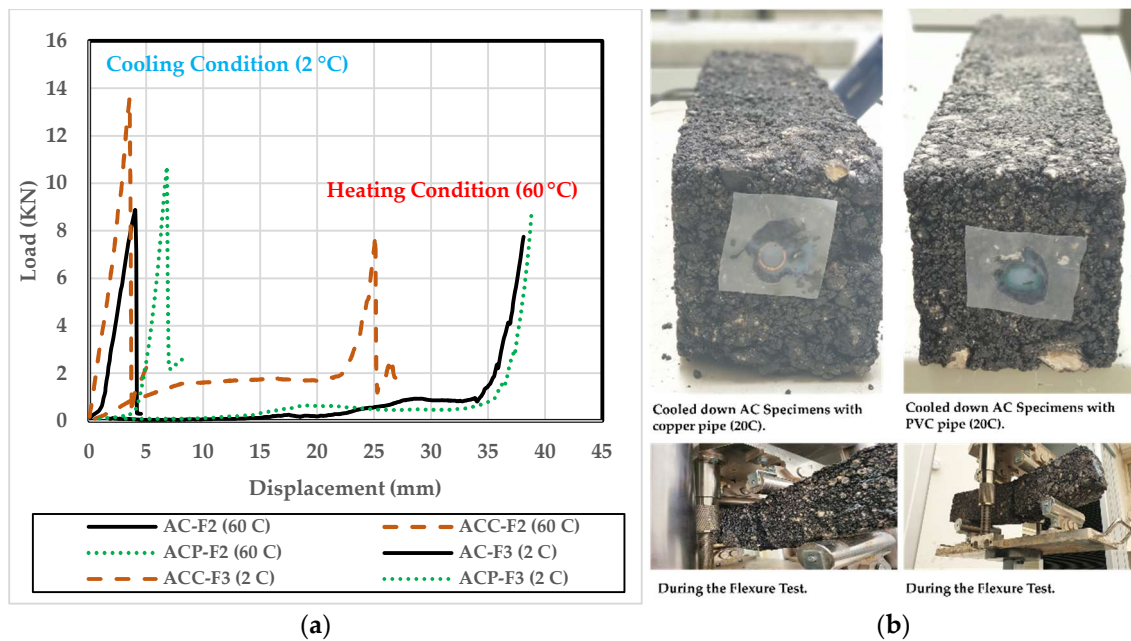 16
14
12
10
8
6
4
2
0
Load (KN)
Cooling Condition (2 °C)
Heating Condition (60 °C)
0 5 10 15 20 25 30 35 40 45
Displacement (mm)
AC-F2 (60 C) ACC-F2 (60 C)
ACP-F2 (60 C) AC-F3 (2 C)
ACC-F3 (2 C) ACP-F3 (2 C)
(a)
Cooled down AC Specimens with
copper pipe (20C).
Cooled down AC Specimens with
PVC pipe (20C).
During the Flexure Test.
During the Flexure Test.
(b)